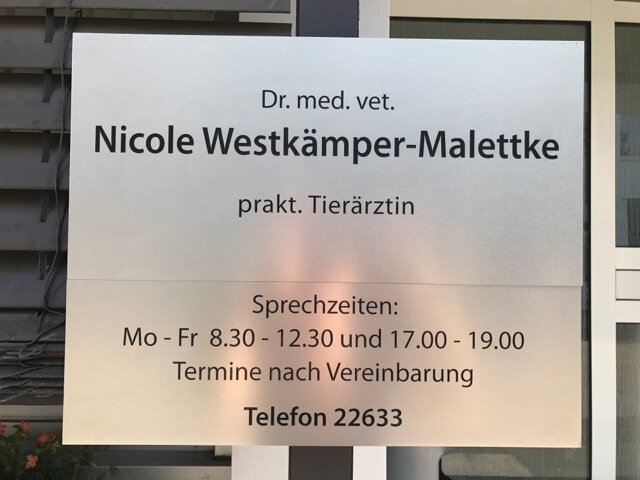 Dr. med. vet.
Nicole Westkämper-Malettke
prakt. Tierärztin
Sprechzeiten:
Mo - Fr 8.30 - 12.30 und 17.00 - 19.00
Termine nach Vereinbarung
Telefon 22633